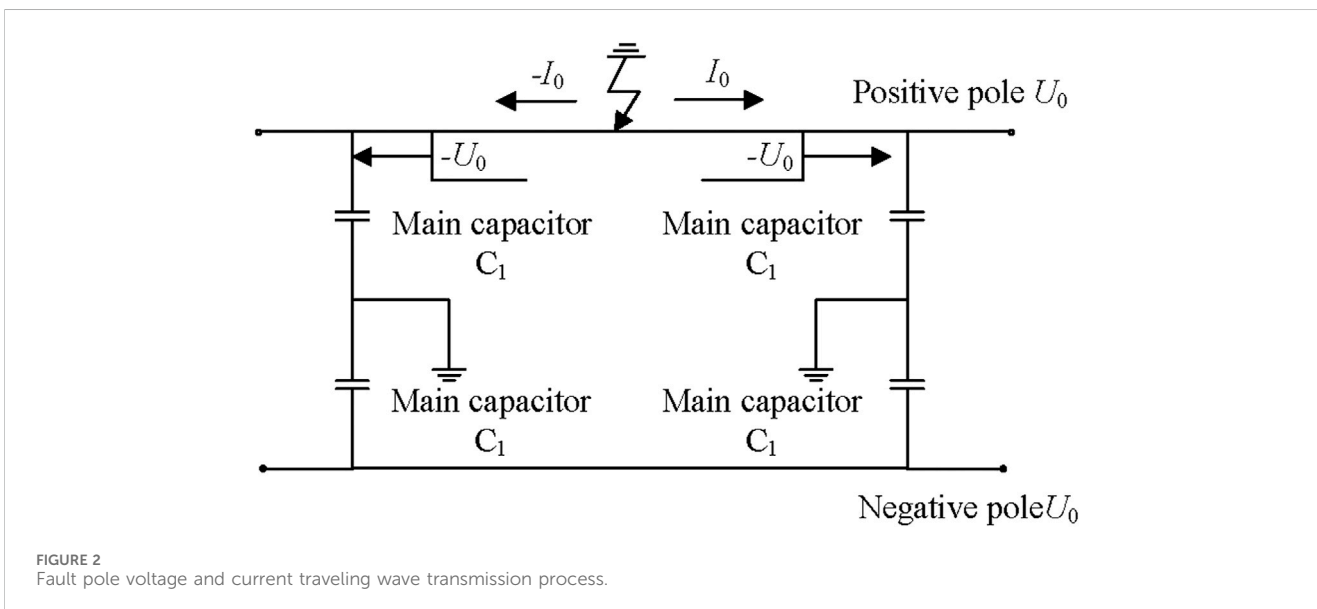 -I₀
I₀
Positive pole U₀
-U₀
-U₀
Main capacitor
C₁
Main capacitor
C₁
Main capacitor
C₁
Main capacitor
C₁
Negative poleU₀
FIGURE 2
Fault pole voltage and current traveling wave transmission process.